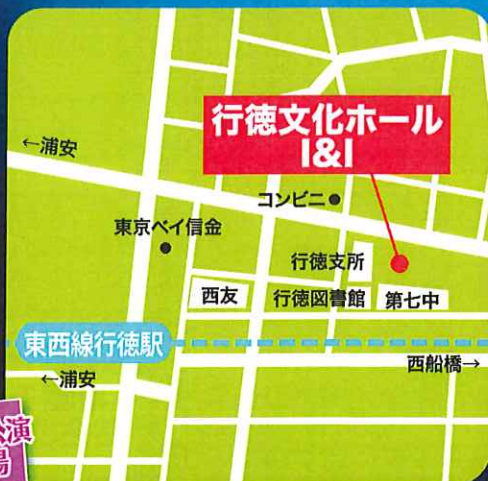 行徳文化ホール
I&I
←浦安
コンビニ●
東京ベイ信金
行徳支所
西友
行徳図書館
第七中
東西線行徳駅
西船橋→
←浦安
演
場